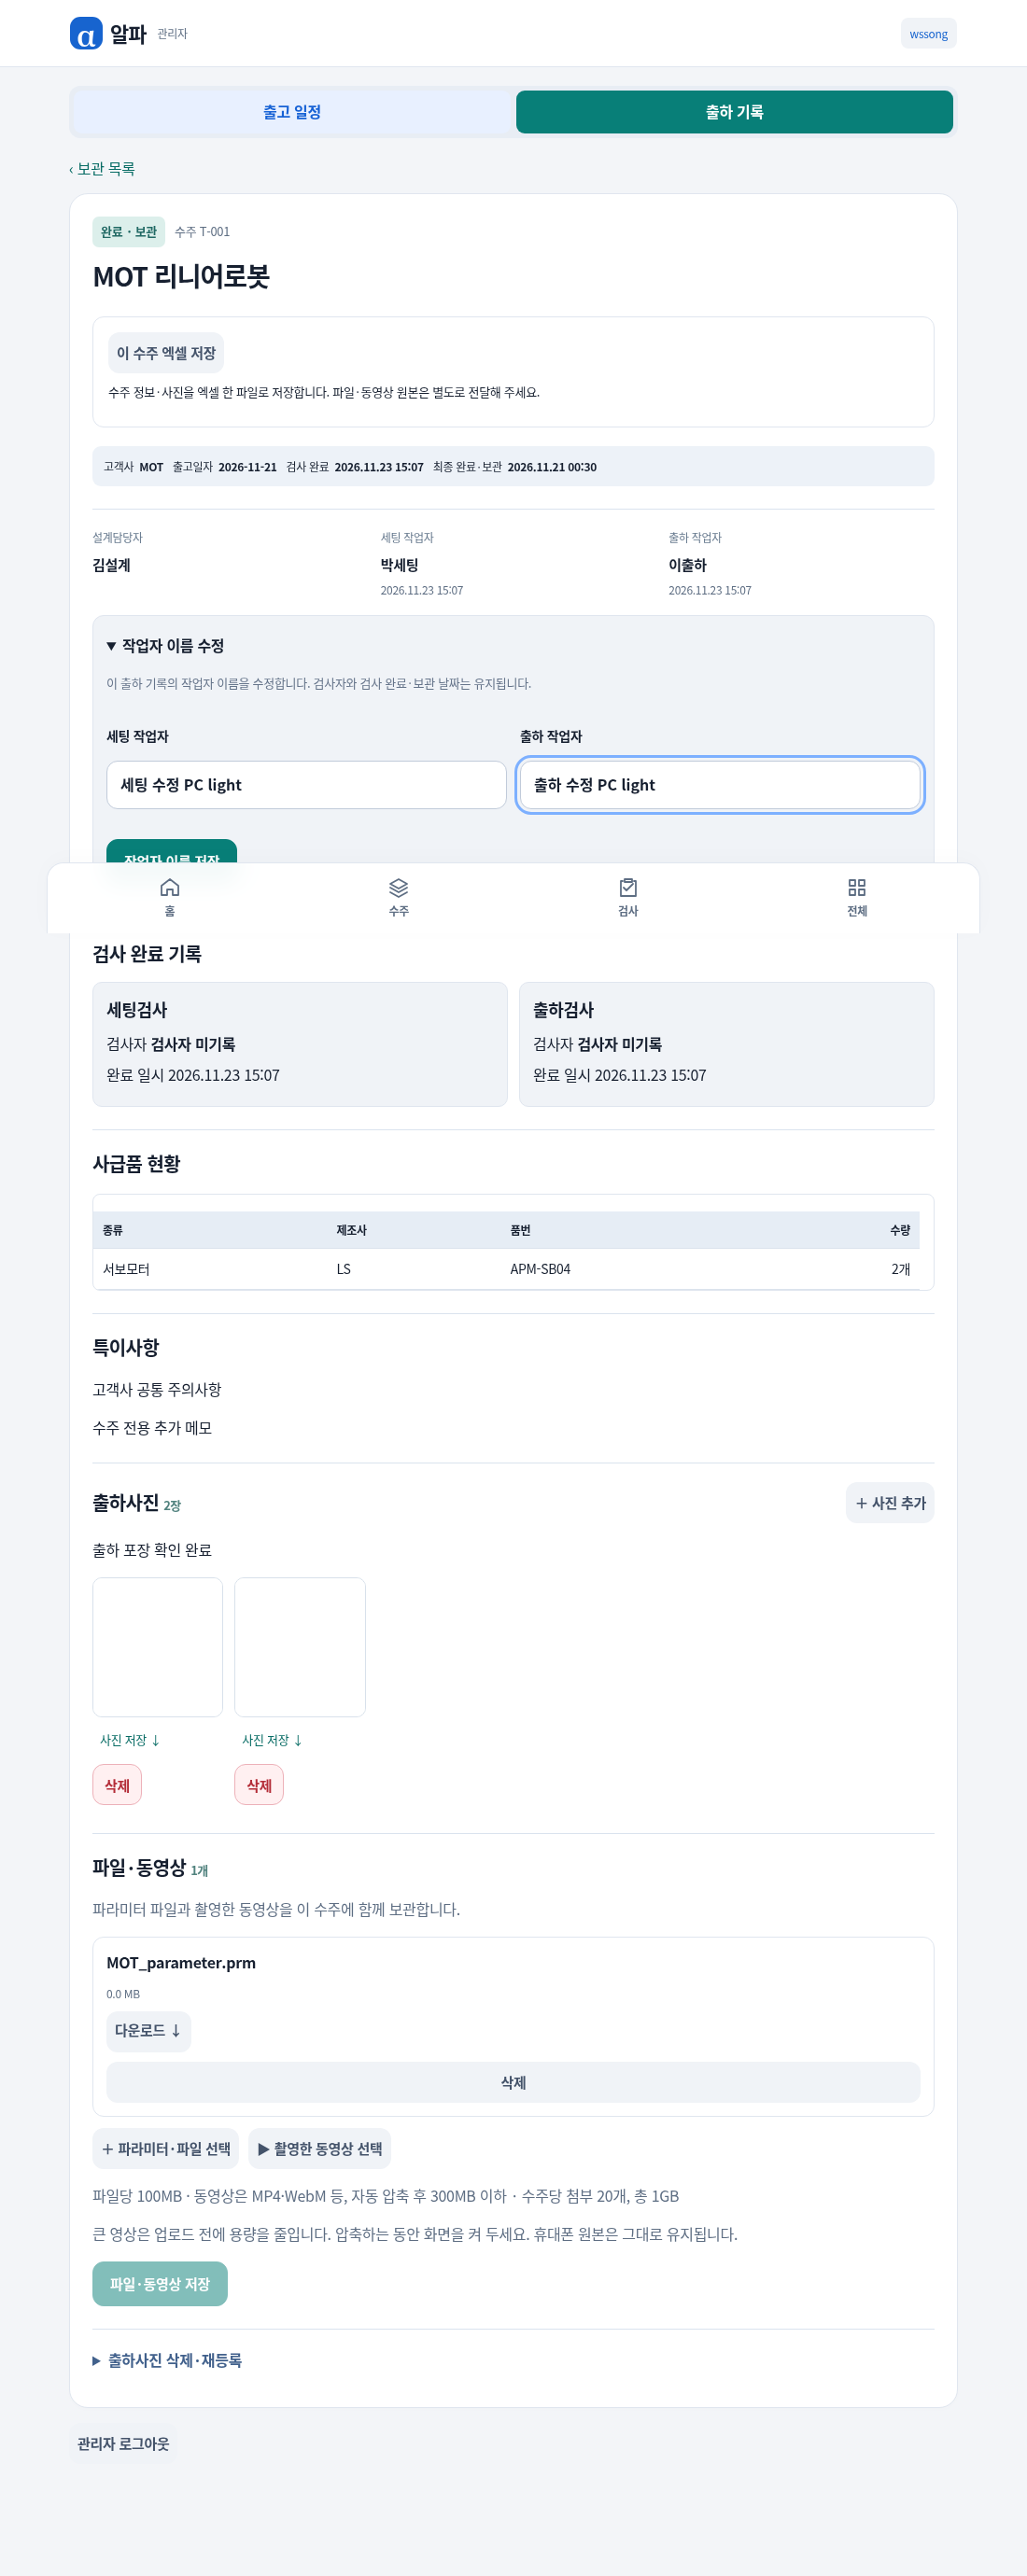 α 알파 관리자
wssong
출고 일정
출하 기록
‹ 보관 목록
완료 · 보관 수주 T-001
MOT 리니어로봇
이 수주 엑셀 저장
수주 정보·사진을 엑셀 한 파일로 저장합니다. 파일·동영상 원본은 별도로 전달해 주세요.
고객사 MOT 출고일자 2026-11-21 검사 완료 2026.11.23 15:07 최종 완료·보관 2026.11.21 00:30
설계담당자 세팅 작업자 출하 작업자
김설계 박세팅 이출하
2026.11.23 15:07 2026.11.23 15:07
▼ 작업자 이름 수정
이 출하 기록의 작업자 이름을 수정합니다. 검사자와 검사 완료·보관 날짜는 유지됩니다.
세팅 작업자 출하 작업자
세팅 수정 PC light 출하 수정 PC light
작업자 이름 저장
홈 수주 검사 전체
검사 완료 기록
세팅검사
검사자 검사자 미기록
완료 일시 2026.11.23 15:07
출하검사
검사자 검사자 미기록
완료 일시 2026.11.23 15:07
사급품 현황
종류 제조사 품번 수량
서보모터 LS APM-SB04 2개
특이사항
고객사 공통 주의사항
수주 전용 추가 메모
출하사진 2장
+ 사진 추가
출하 포장 확인 완료
사진 저장 ↓ 사진 저장 ↓
삭제 삭제
파일·동영상 1개
파라미터 파일과 촬영한 동영상을 이 수주에 함께 보관합니다.
MOT_parameter.prm
0.0 MB
다운로드 ↓
삭제
+ 파라미터·파일 선택 ▶ 촬영한 동영상 선택
파일당 100MB · 동영상은 MP4·WebM 등, 자동 압축 후 300MB 이하 · 수주당 첨부 20개, 총 1GB
큰 영상은 업로드 전에 용량을 줄입니다. 압축하는 동안 화면을 켜 두세요. 휴대폰 원본은 그대로 유지됩니다.
파일·동영상 저장
▶ 출하사진 삭제·재등록
관리자 로그아웃